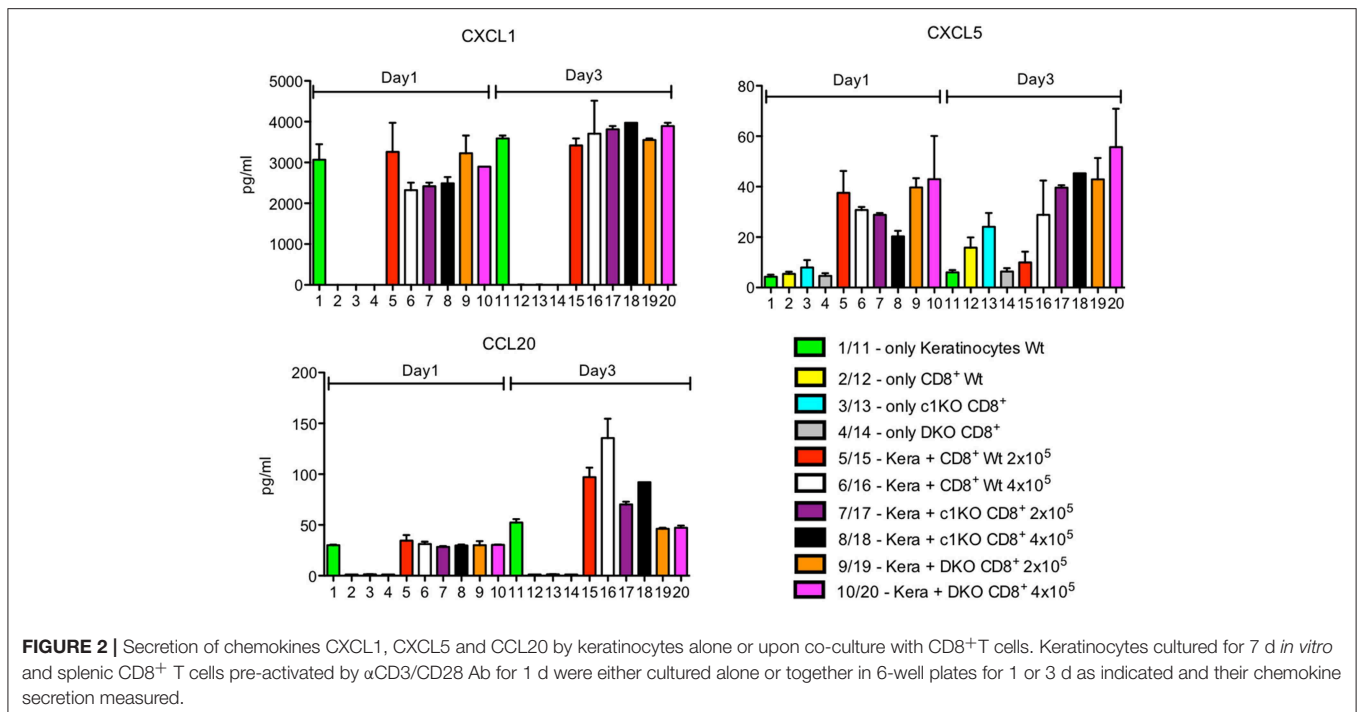 CXCL1
Day1 Day3
5000
4000
3000
2000
1000
0
pg/ml
1 2 3 4 5 6 7 8 9 10 11 12 13 14 15 16 17 18 19 20
CXCL5
Day1 Day3
80
60
40
20
0
1 2 3 4 5 6 7 8 9 10 11 12 13 14 15 16 17 18 19 20
CCL20
Day1 Day3
200
150
100
50
0
pg/ml
1 2 3 4 5 6 7 8 9 10 11 12 13 14 15 16 17 18 19 20
1/11 - only Keratinocytes Wt
2/12 - only CD8⁺ Wt
3/13 - only c1KO CD8⁺
4/14 - only DKO CD8⁺
5/15 - Kera + CD8⁺ Wt 2x10⁵
6/16 - Kera + CD8⁺ Wt 4x10⁵
7/17 - Kera + c1KO CD8⁺ 2x10⁵
8/18 - Kera + c1KO CD8⁺ 4x10⁵
9/19 - Kera + DKO CD8⁺ 2x10⁵
10/20 - Kera + DKO CD8⁺ 4x10⁵
FIGURE 2 | Secretion of chemokines CXCL1, CXCL5 and CCL20 by keratinocytes alone or upon co-culture with CD8⁺T cells. Keratinocytes cultured for 7 d in vitro
and splenic CD8⁺ T cells pre-activated by αCD3/CD28 Ab for 1 d were either cultured alone or together in 6-well plates for 1 or 3 d as indicated and their chemokine
secretion measured.